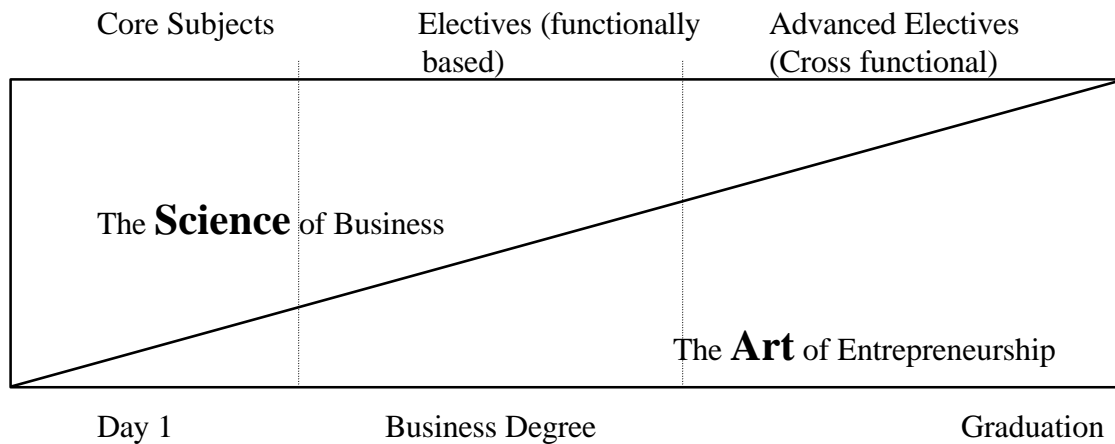 Core Subjects
Electives (functionally
based)
Advanced Electives
(Cross functional)
The Science of Business
The Art of Entrepreneurship
Day 1
Business Degree
Graduation